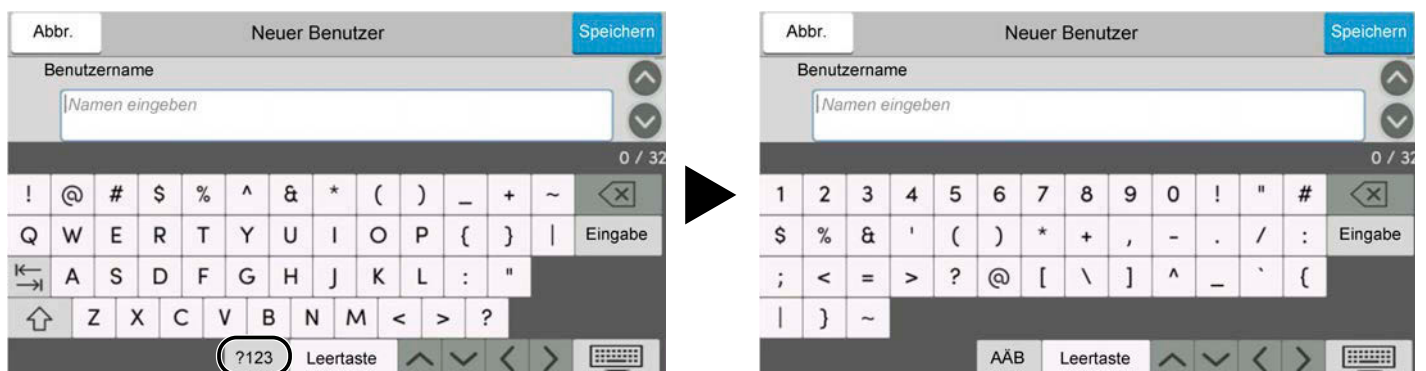 Abbr. Neuer Benutzer Speichern
Benutzername
Namen eingeben
0 / 32
! @ # $ % ^ & * ( ) _ + ~
Q W E R T Y U I O P { } | Eingabe
A S D F G H J K L : "
Z X C V B N M < > ?
?123 Leertaste
Abbr. Neuer Benutzer Speichern
Benutzername
Namen eingeben
0 / 32
1 2 3 4 5 6 7 8 9 0 ! " #
$ % & ' ( ) * + , - . / : Eingabe
; < = > ? @ [ \ ] ^ _ ` {
| } ~
AÄB Leertaste